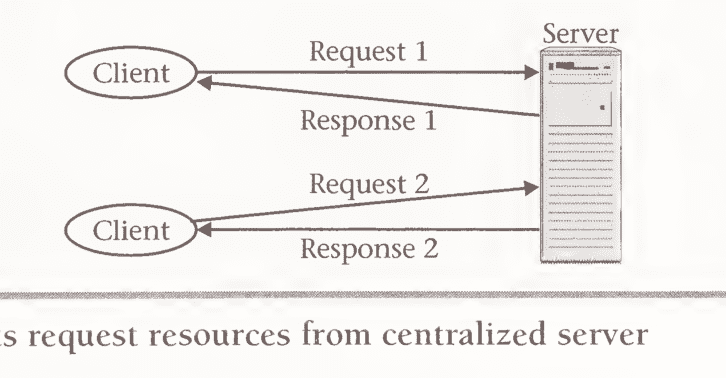 Server
Client
Request 1
Response 1
Client
Request 2
Response 2
request resources from centralized server